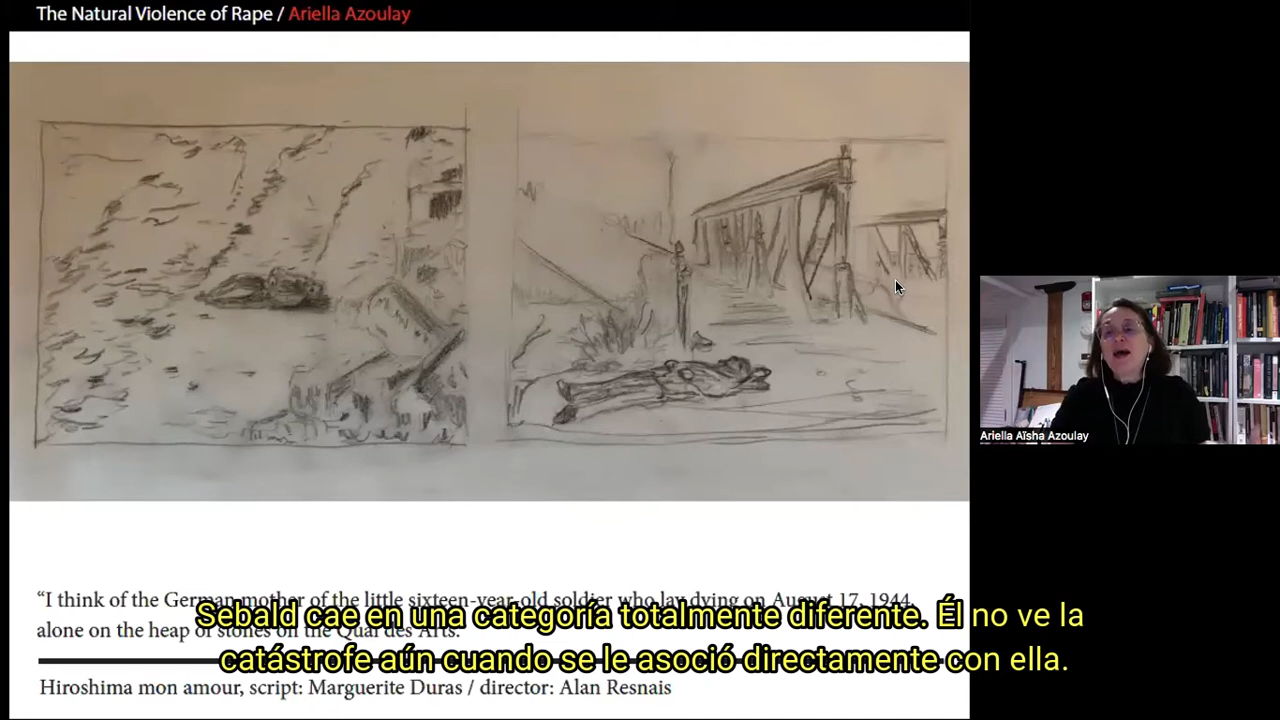 The Natural Violence of Rape / Ariella Azoulay
Ariella Aïsha Azoulay
“I think of the German mother of the little sixteen-year-old soldier who lay dying on August 17, 1944,
alone on the heap of stones on the Quai des Arts.”
Sebald cae en una categoría totalmente diferente. Él no ve la
catástrofe aún cuando se le asoció directamente con ella.
Hiroshima mon amour, script: Marguerite Duras / director: Alan Resnais